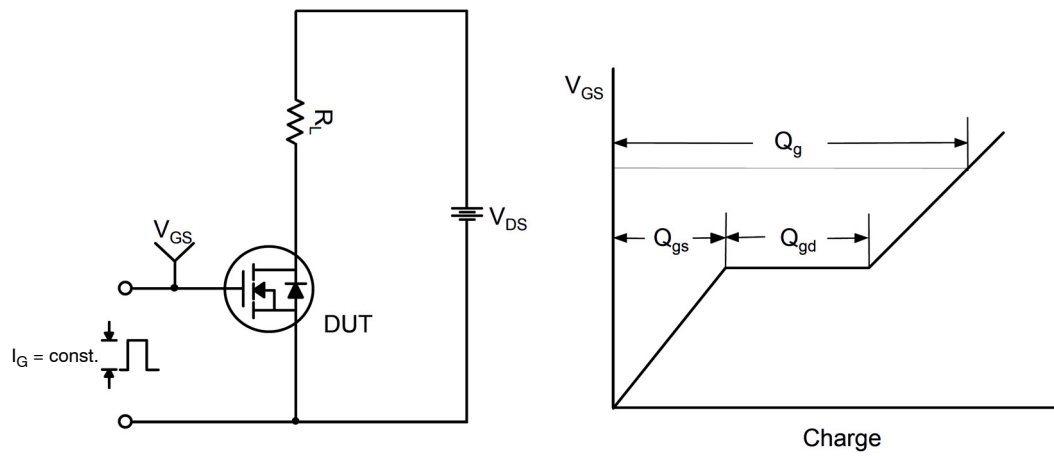 R_L
V_GS
V_DS
DUT
I_G = const.
V_GS
Q_g
Q_gs
Q_gd
Charge